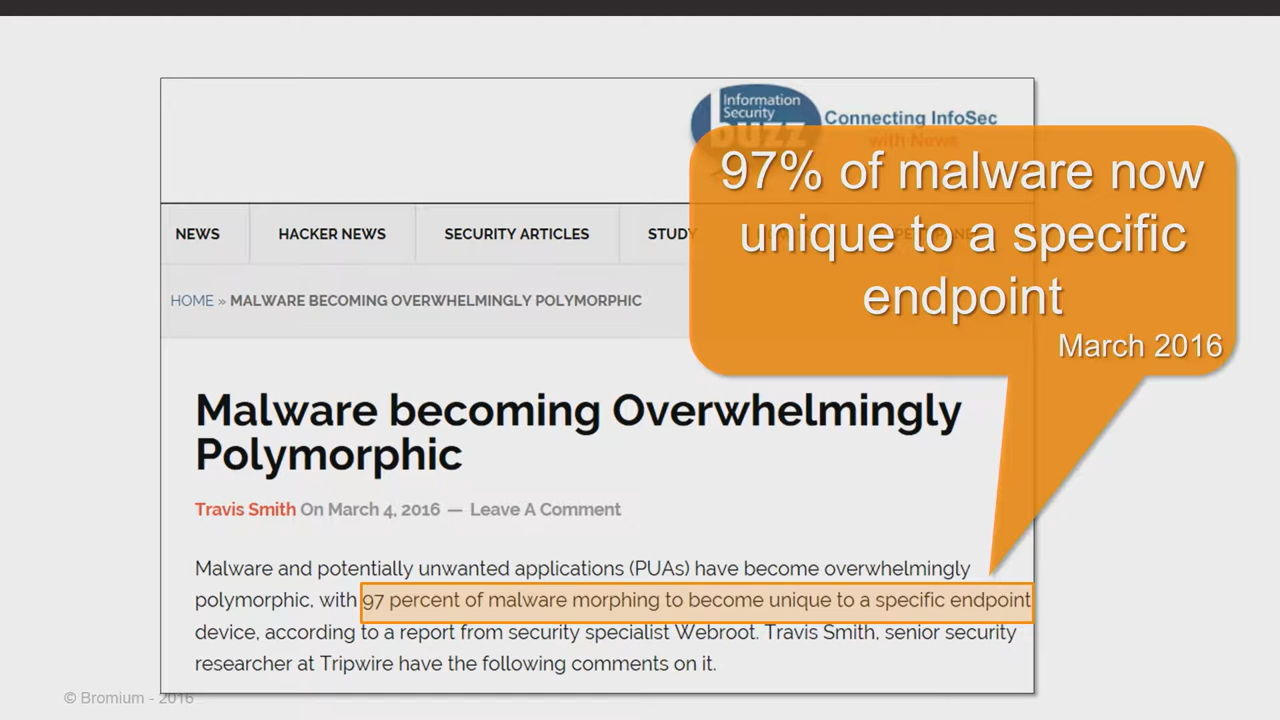 Information
Security
buzz
Connecting InfoSec
with News
97% of malware now
unique to a specific
endpoint
March 2016
NEWS
HACKER NEWS
SECURITY ARTICLES
STUDY
HOME » MALWARE BECOMING OVERWHELMINGLY POLYMORPHIC
Malware becoming Overwhelmingly
Polymorphic
Travis Smith On March 4, 2016 — Leave A Comment
Malware and potentially unwanted applications (PUAs) have become overwhelmingly
polymorphic, with 97 percent of malware morphing to become unique to a specific endpoint
device, according to a report from security specialist Webroot. Travis Smith, senior security
researcher at Tripwire have the following comments on it.
© Bromium - 2016